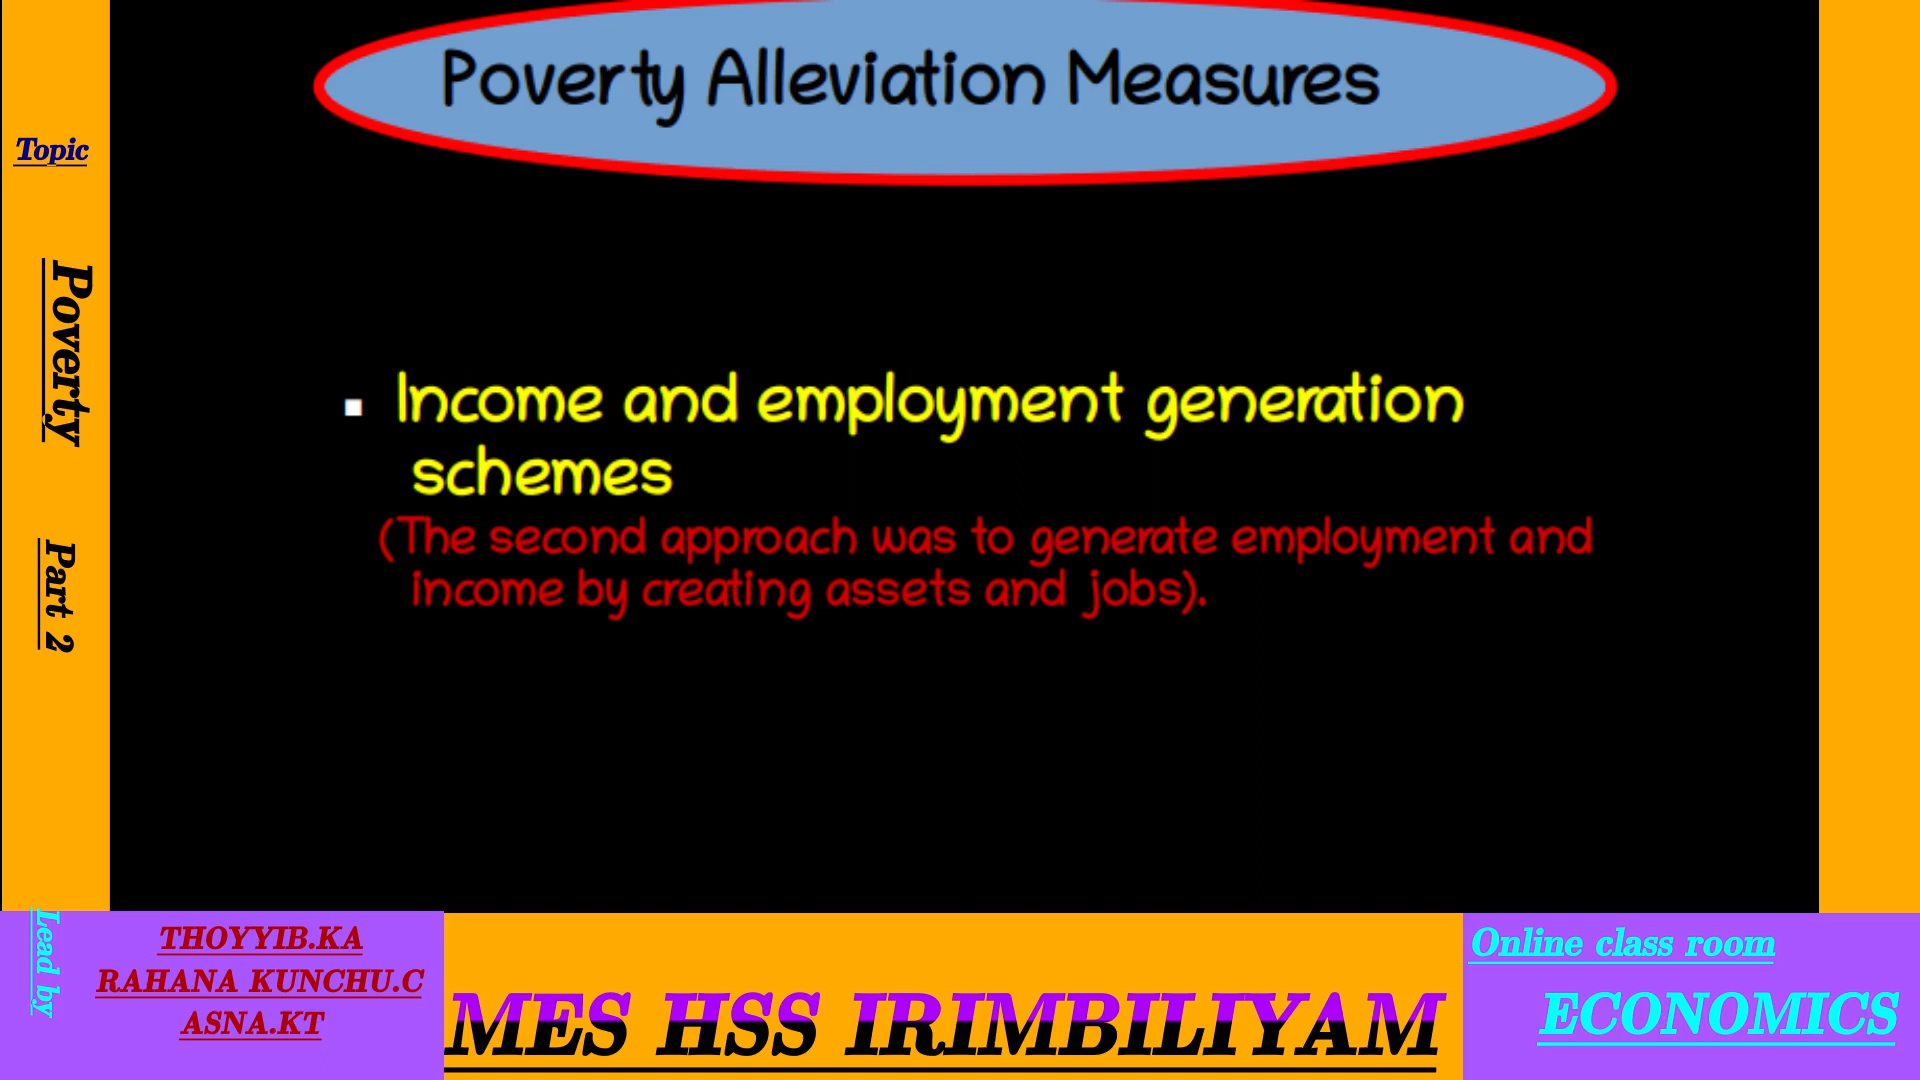 Poverty Alleviation Measures
Topic
Poverty
Part 2
▪ Income and employment generation
schemes
(The second approach was to generate employment and
income by creating assets and jobs).
Lead by
THOYYIB.KA
RAHANA KUNCHU.C
ASNA.KT
MES HSS IRIMBILIYAM
Online class room
ECONOMICS